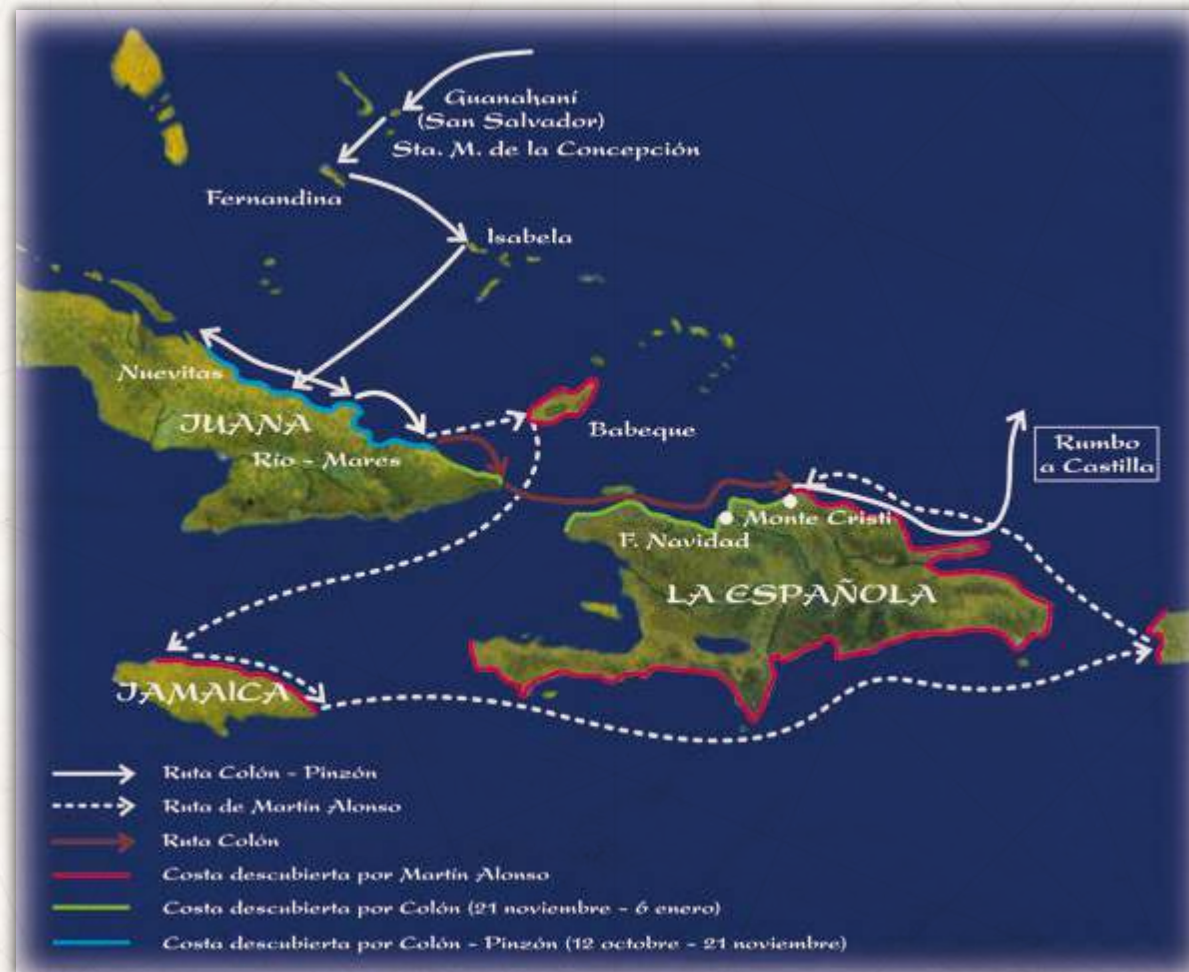 Guanahaní
(San Salvador)
Sta. M. de la Concepción
Fernandina
Isabela
Nuevitas
JUANA
Río - Mares
Babeque
Rumbo
a Castilla
Monte Cristi
F. Navidad
LA ESPAÑOLA
JAMAICA
Ruta Colón - Pinzón
Ruta de Martín Alonso
Ruta Colón
Costa descubierta por Martín Alonso
Costa descubierta por Colón (21 noviembre - 6 enero)
Costa descubierta por Colón - Pinzón (12 octubre - 21 noviembre)